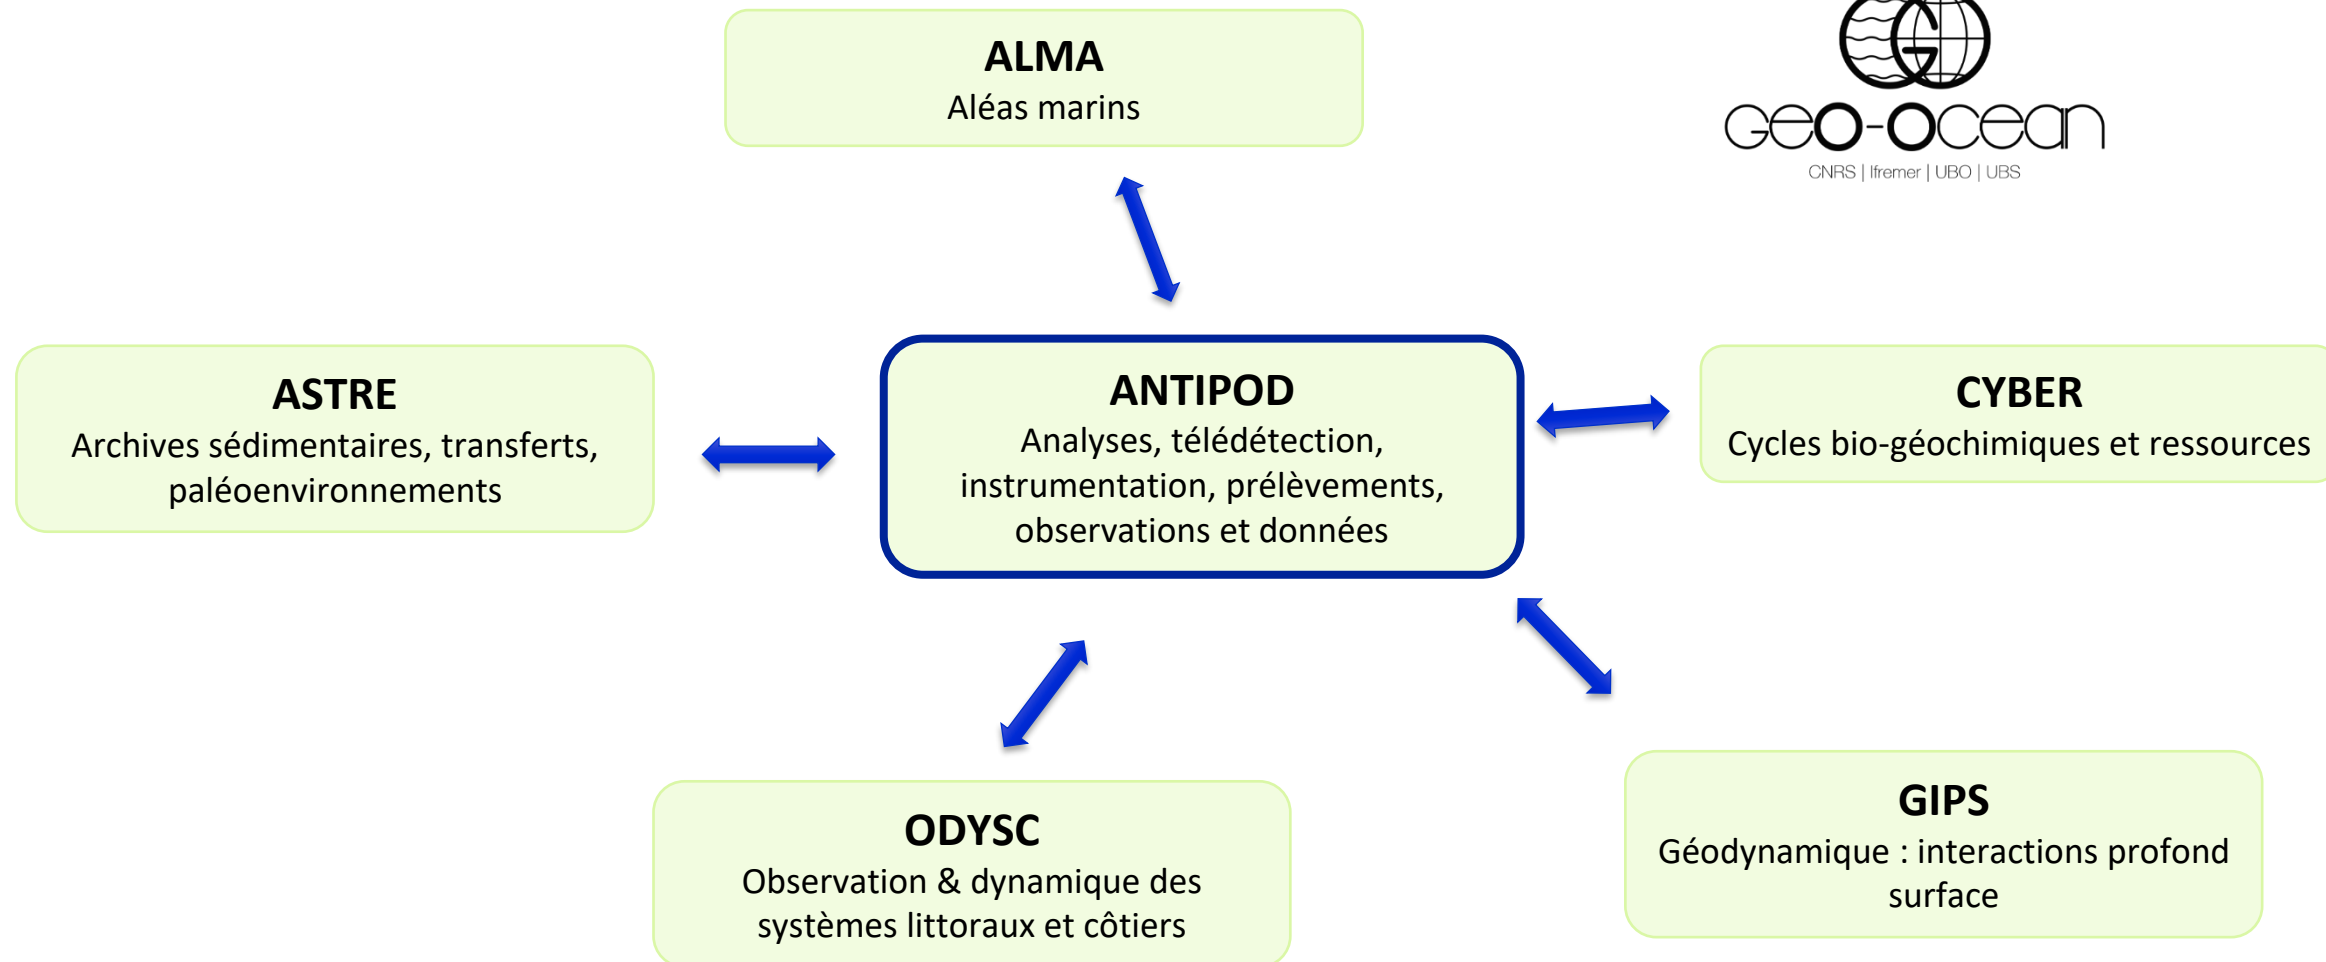 ALMA
Aléas marins
GO
GEO-OCEAN
CNRS | Ifremer | UBO | UBS
ASTRE
Archives sédimentaires, transferts,
paléoenvironnements
ANTIPOD
Analyses, télédétection,
instrumentation, prélèvements,
observations et données
CYBER
Cycles bio-géochimiques et ressources
ODYSC
Observation & dynamique des
systèmes littoraux et côtiers
GIPS
Géodynamique : interactions profond
surface